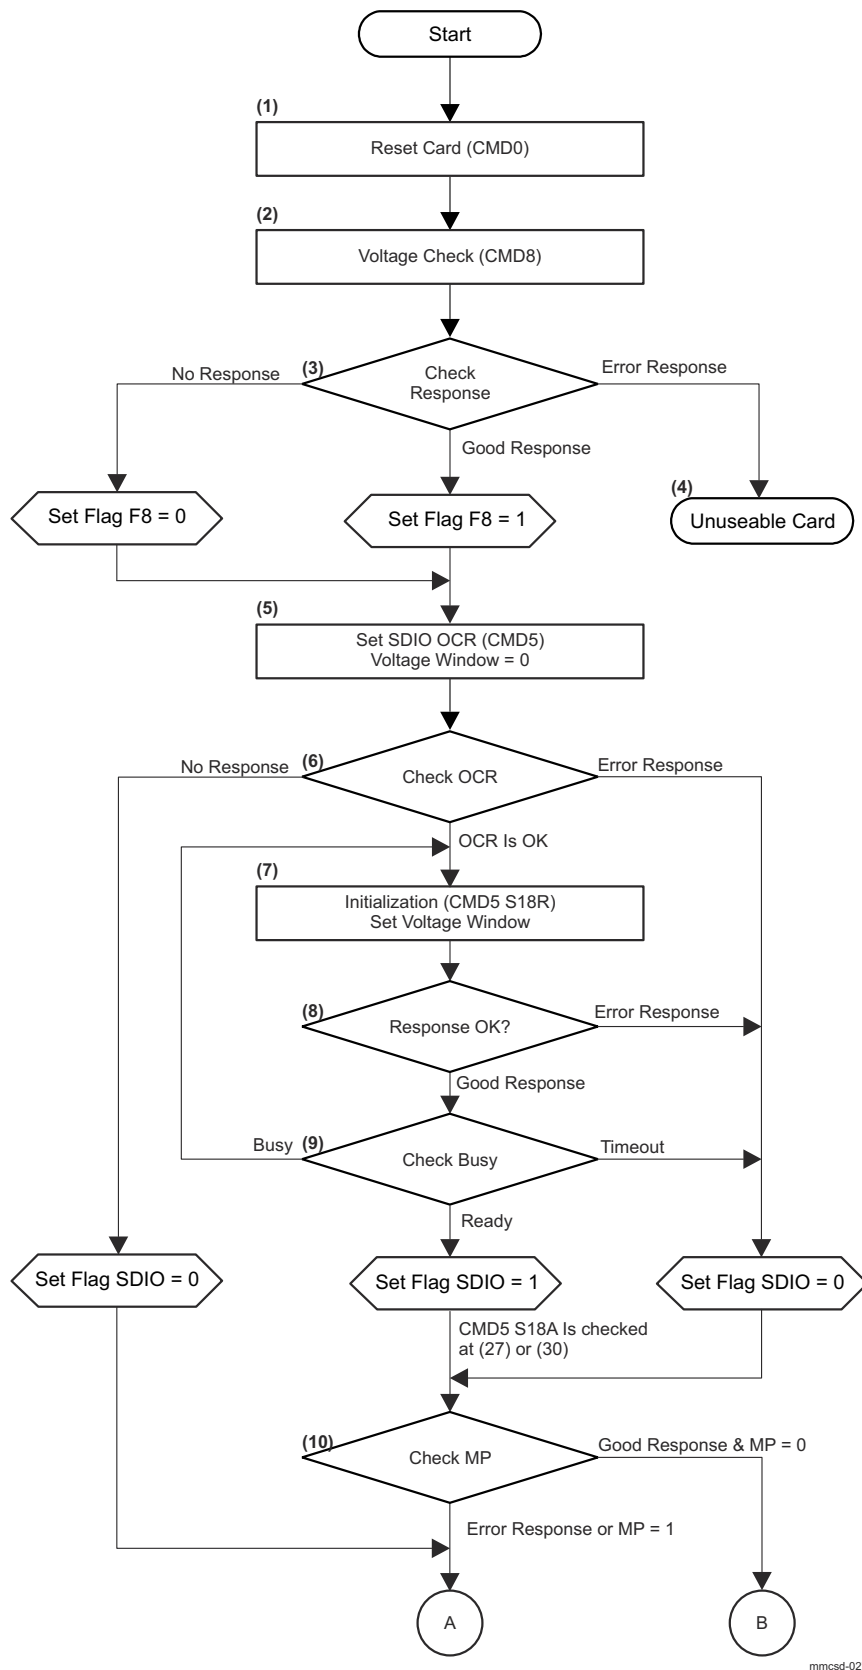 Start
(1)
Reset Card (CMD0)
(2)
Voltage Check (CMD8)
No Response
(3)
Check
Response
Error Response
Good Response
Set Flag F8 = 0
Set Flag F8 = 1
(4)
Unuseable Card
(5)
Set SDIO OCR (CMD5)
Voltage Window = 0
No Response
(6)
Check OCR
Error Response
OCR Is OK
(7)
Initialization (CMD5 S18R)
Set Voltage Window
(8)
Response OK?
Error Response
Good Response
Busy
(9)
Check Busy
Timeout
Ready
Set Flag SDIO = 0
Set Flag SDIO = 1
Set Flag SDIO = 0
CMD5 S18A Is checked
at (27) or (30)
(10)
Check MP
Good Response & MP = 0
Error Response or MP = 1
A
B
mmcsd-02